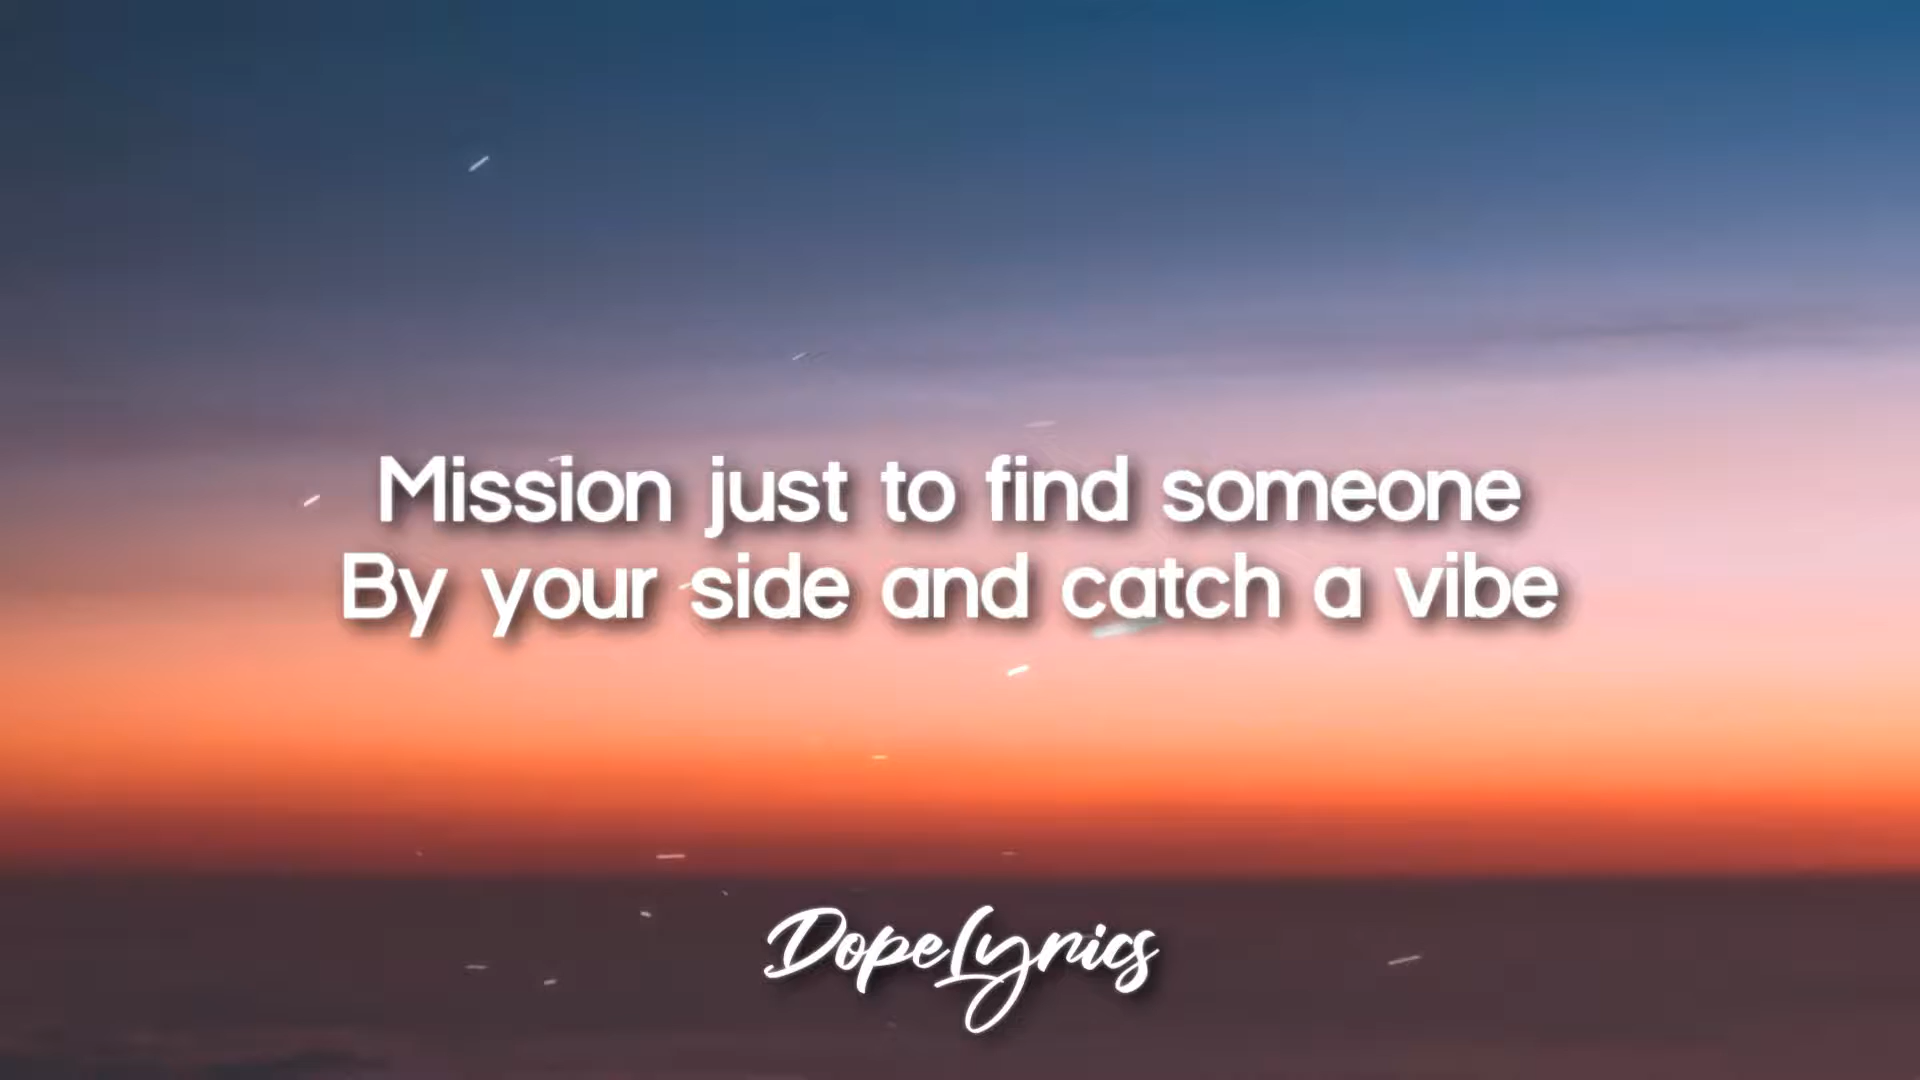 Mission just to find someone
By your side and catch a vibe
DopeLyrics